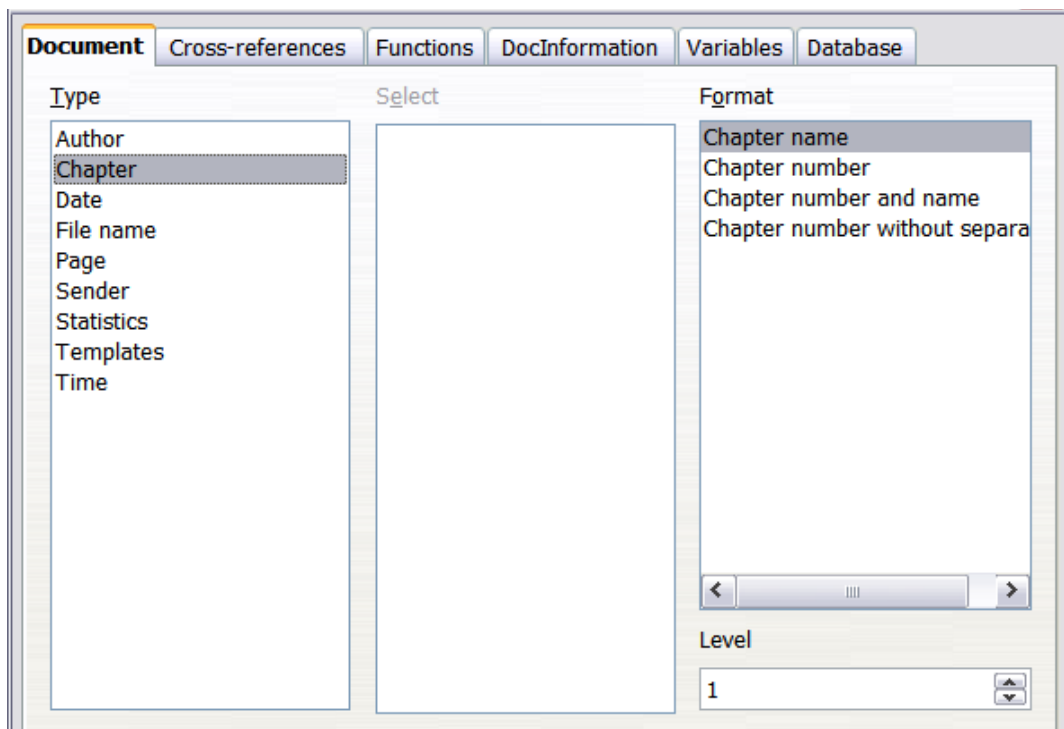 Document Cross-references Functions DocInformation Variables Database
Type
Author
Chapter
Date
File name
Page
Sender
Statistics
Templates
Time
Select
Format
Chapter name
Chapter number
Chapter number and name
Chapter number without separa
Level
1